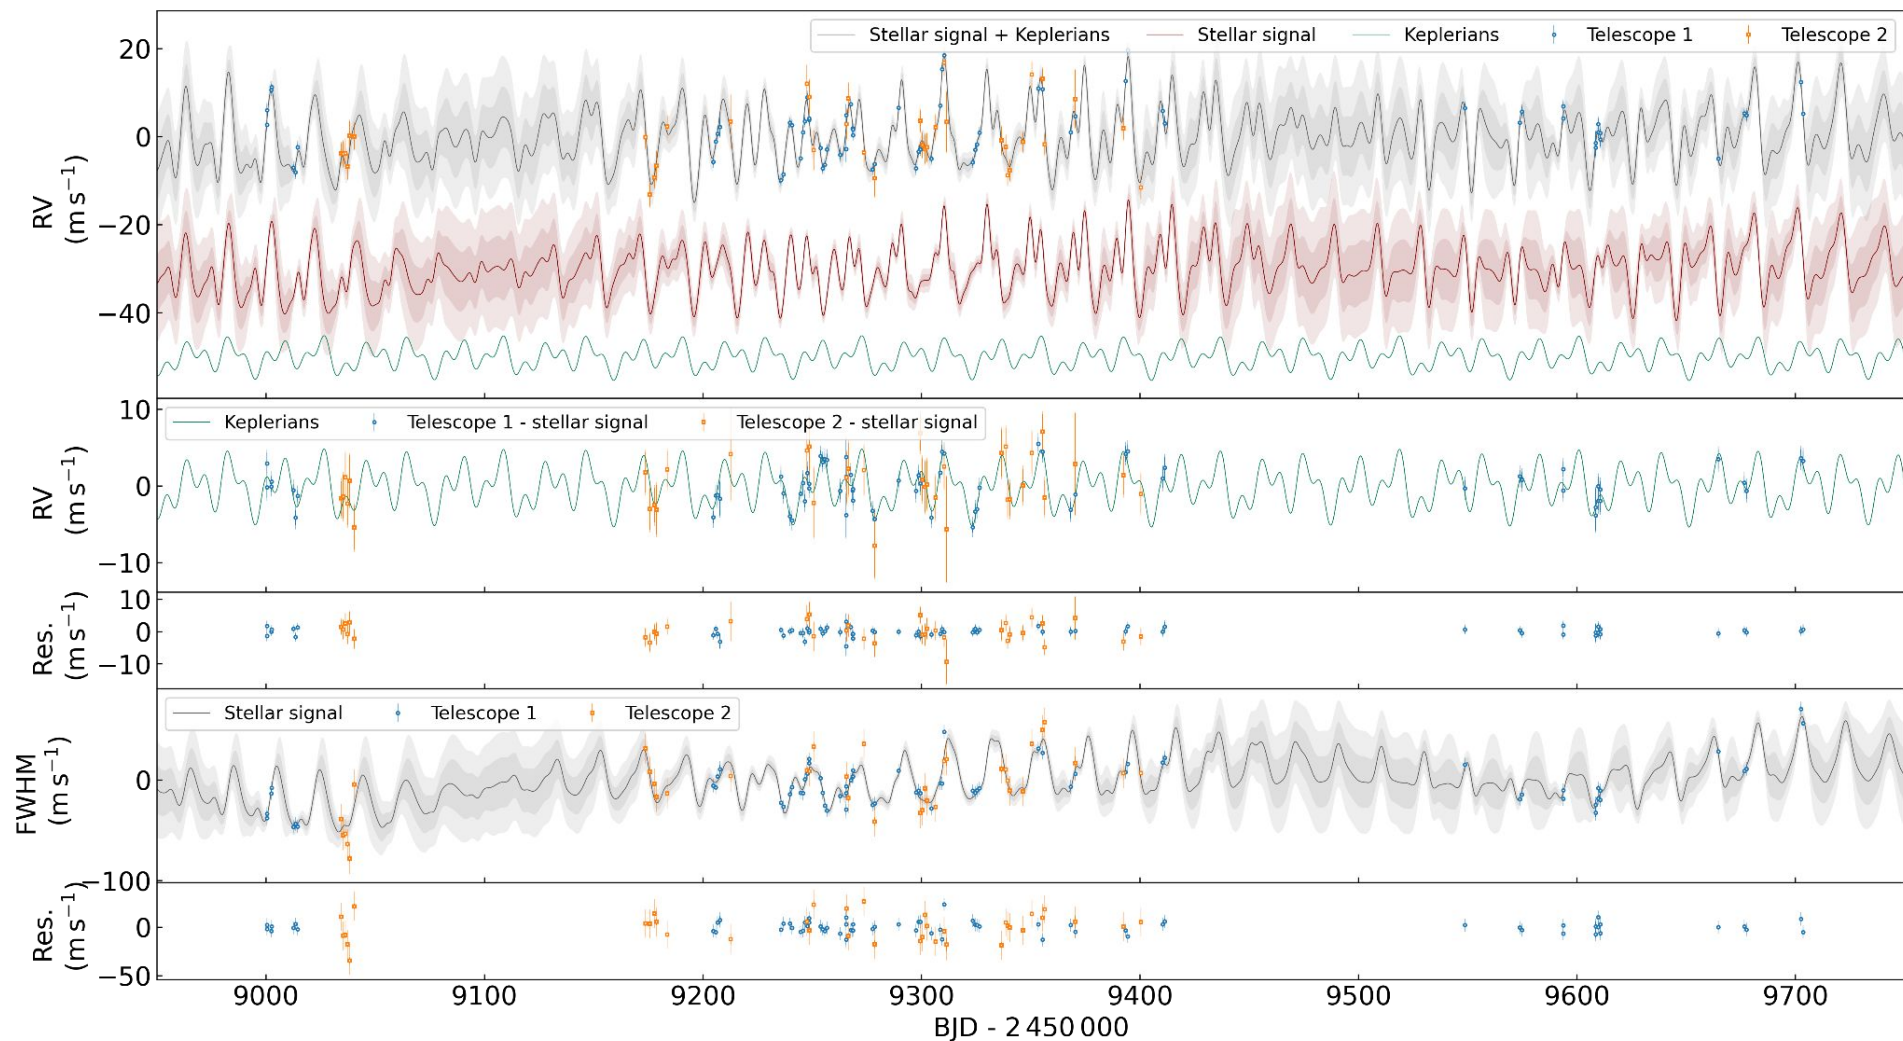 Stellar signal + Keplerians Stellar signal Keplerians Telescope 1 Telescope 2
20
0
−20
−40
RV
(m s⁻¹)
Keplerians Telescope 1 - stellar signal Telescope 2 - stellar signal
10
0
−10
RV
(m s⁻¹)
10
0
−10
Res.
(m s⁻¹)
Stellar signal Telescope 1 Telescope 2
0
−100
FWHM
(m s⁻¹)
0
−50
Res.
(m s⁻¹)
9000 9100 9200 9300 9400 9500 9600 9700
BJD - 2 450 000